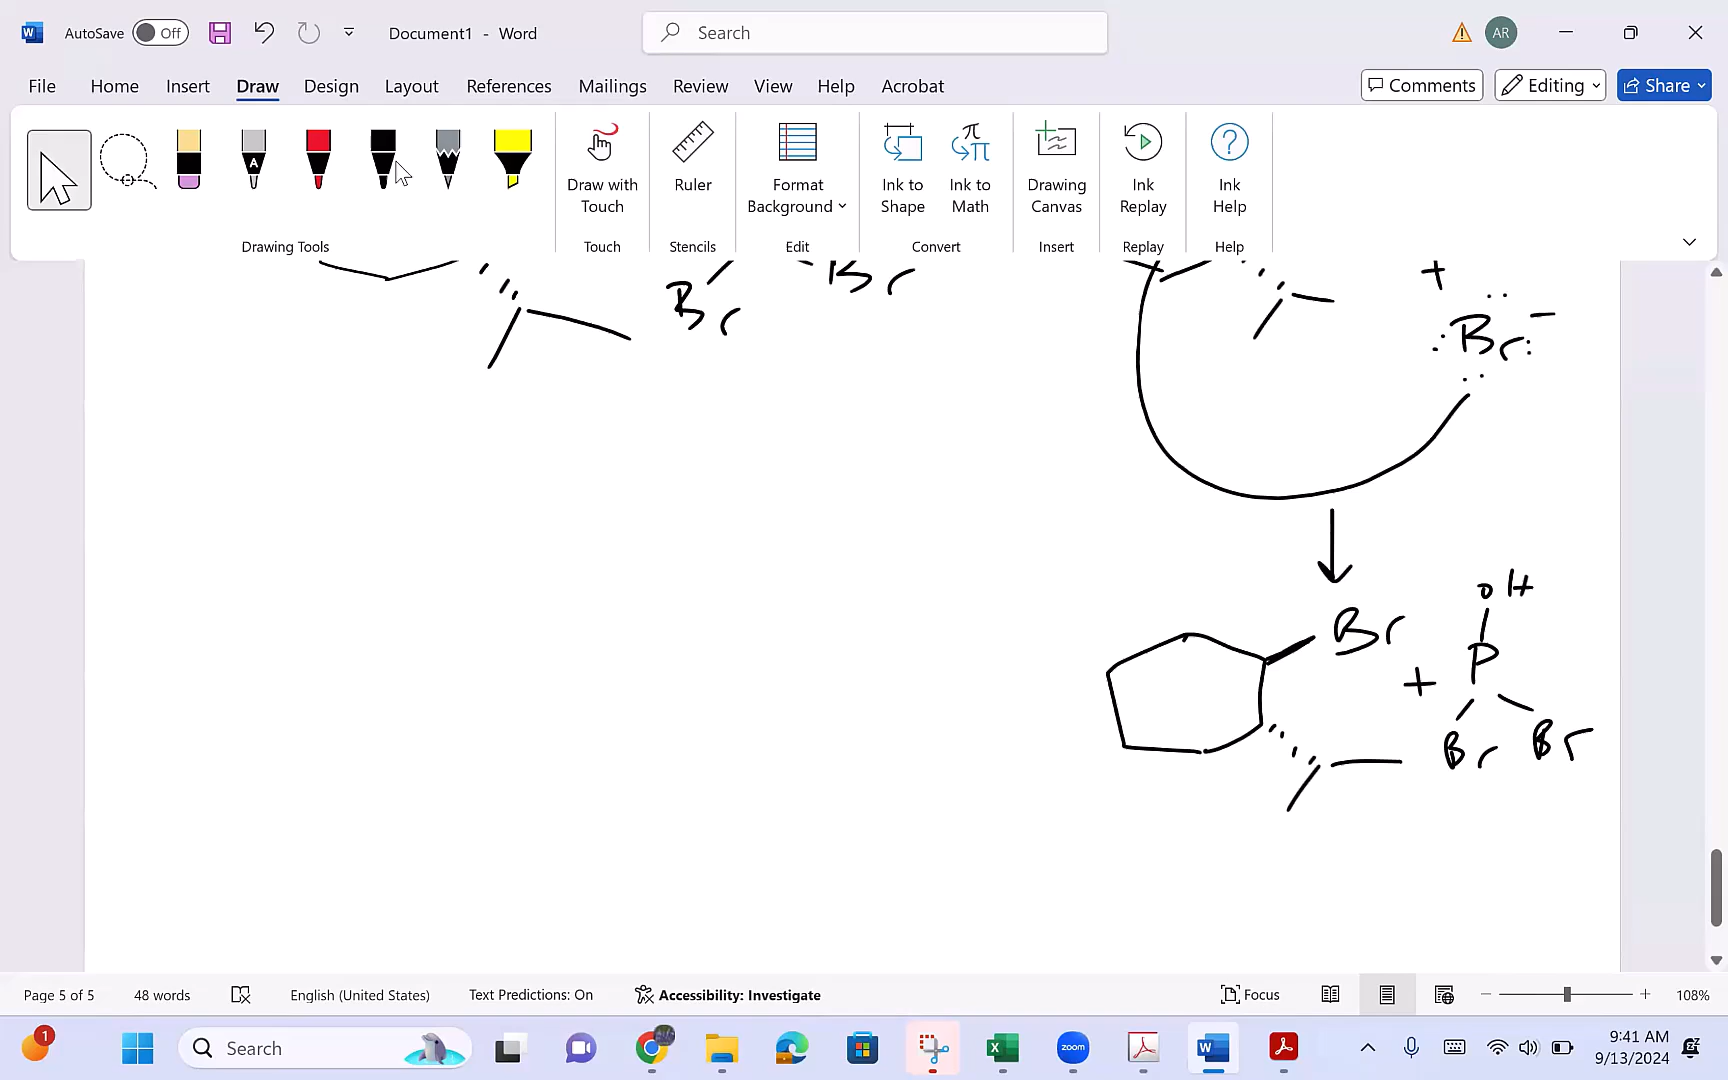 AutoSave Off Document1 - Word Search AR
File Home Insert Draw Design Layout References Mailings Review View Help Acrobat Comments Editing Share
A
Draw with Touch
Ruler
Format Background
Ink to Shape
Ink to Math
Drawing Canvas
Ink Replay
Ink Help
Drawing Tools Touch Stencils Edit Convert Insert Replay Help
Br Br +
:Br: −
OH
Br P
+
Br Br
Page 5 of 5 48 words English (United States) Text Predictions: On Accessibility: Investigate Focus 108%
1 Search zoom 9:41 AM
9/13/2024